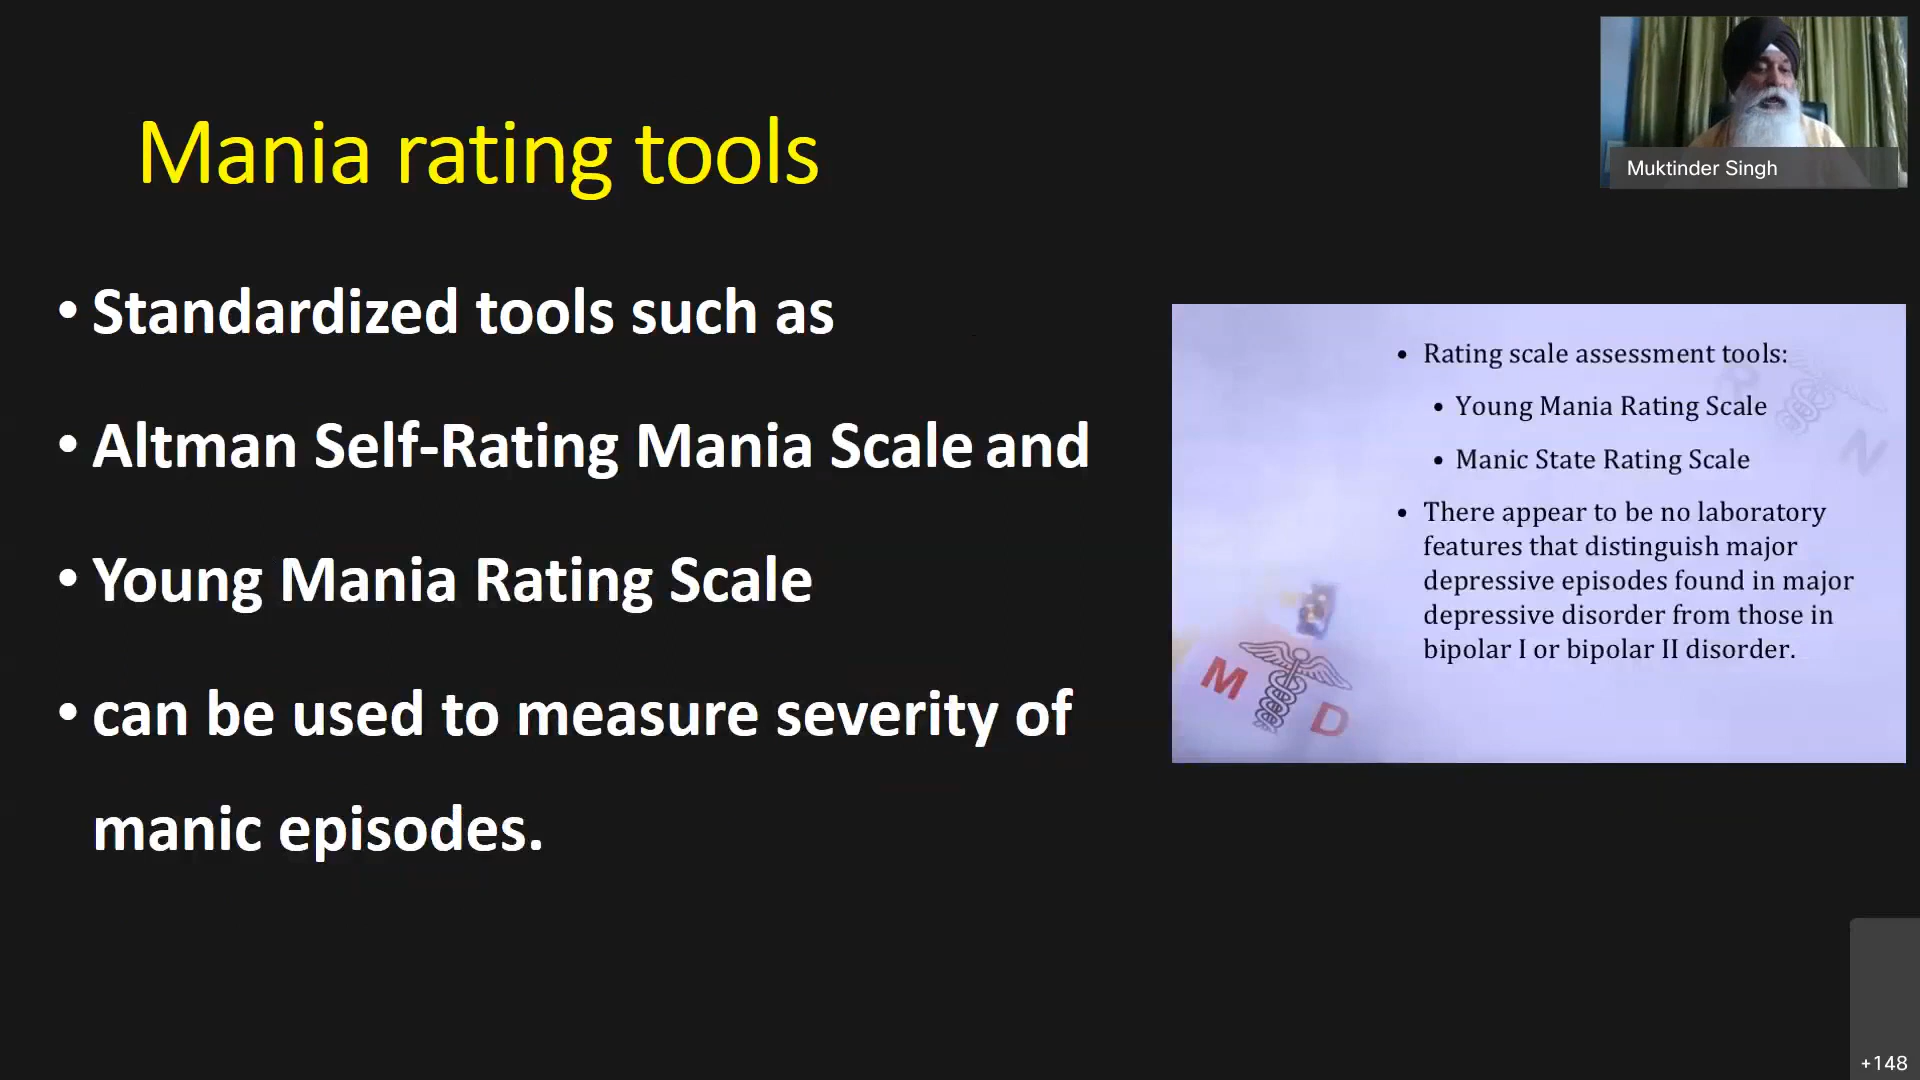 Mania rating tools
• Standardized tools such as
• Altman Self-Rating Mania Scale and
• Young Mania Rating Scale
• can be used to measure severity of
manic episodes.
Muktinder Singh
• Rating scale assessment tools:
• Young Mania Rating Scale
• Manic State Rating Scale
• There appear to be no laboratory
features that distinguish major
depressive episodes found in major
depressive disorder from those in
bipolar I or bipolar II disorder.
R
N
M
D
+148